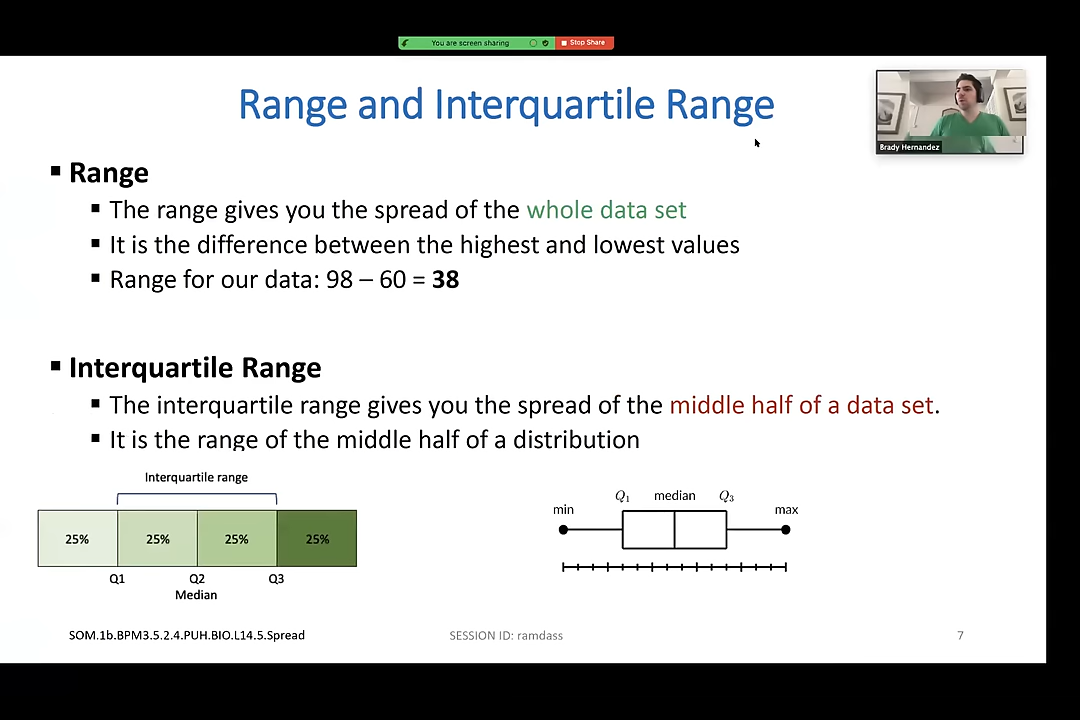 You are screen sharing
Stop Share
Range and Interquartile Range
Brady Hernandez
▪ Range
▪ The range gives you the spread of the whole data set
▪ It is the difference between the highest and lowest values
▪ Range for our data: 98 – 60 = 38
▪ Interquartile Range
▪ The interquartile range gives you the spread of the middle half of a data set.
▪ It is the range of the middle half of a distribution
Interquartile range
25% 25% 25% 25%
Q1 Q2 Q3
Median
Q₁ median Q₃
min max
SOM.1b.BPM3.5.2.4.PUH.BIO.L14.5.Spread SESSION ID: ramdass 7